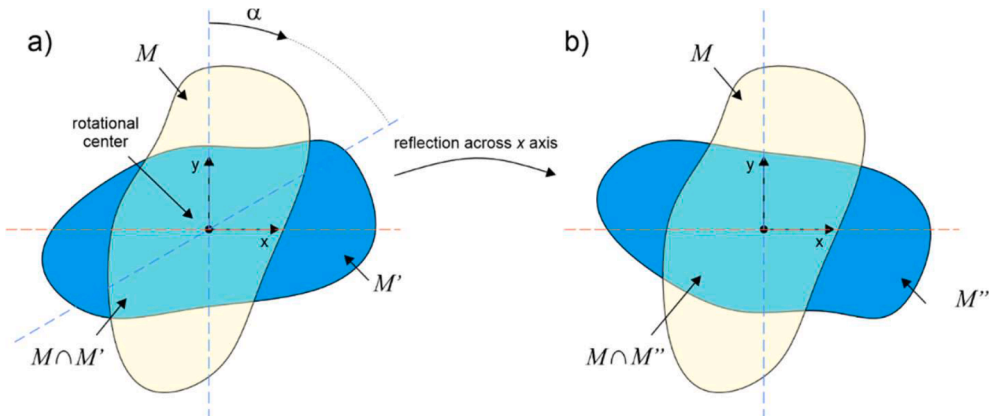 a)
α
M
rotational
center
y
x
M'
M∩M'
reflection across x axis
b)
M
y
x
M"
M∩M"